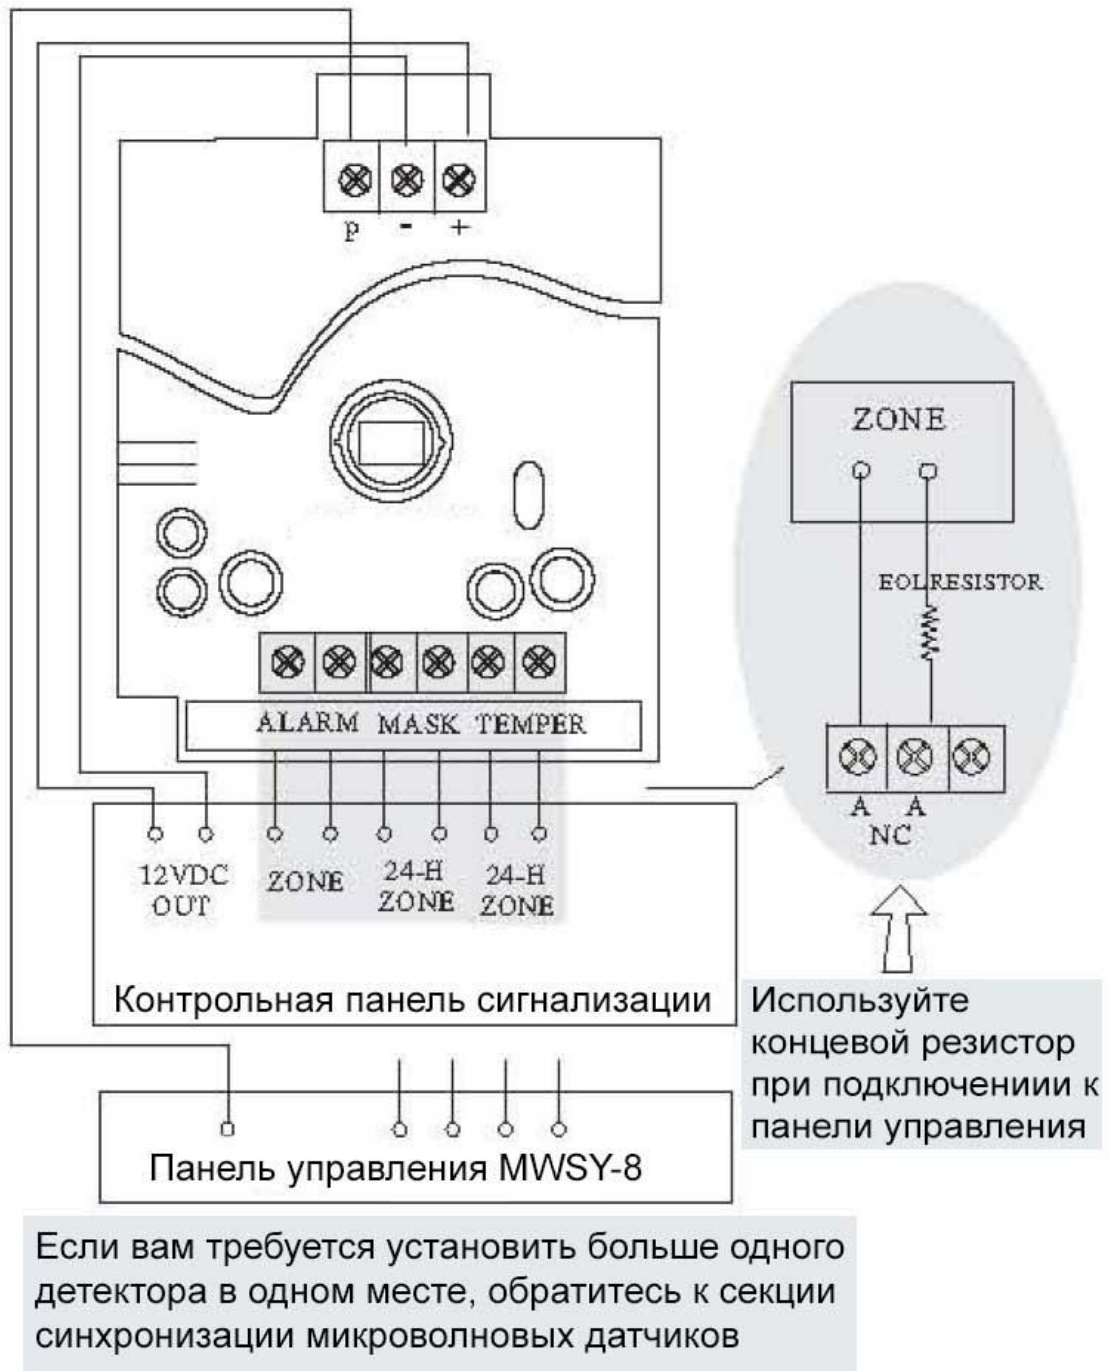 p - +
ZONE
EOLRESISTOR
ALARM MASK TEMPER
A A
NC
12VDC
OUT
ZONE
24-H
ZONE
24-H
ZONE
Контрольная панель сигнализации
Используйте
концевой резистор
при подключениии к
панели управления
Панель управления MWSY-8
Если вам требуется установить больше одного
детектора в одном месте, обратитесь к секции
синхронизации микроволновых датчиков